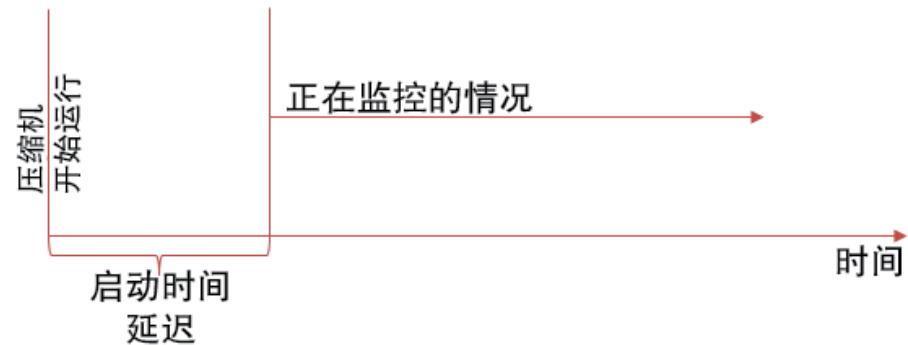 压缩机
开始运行
正在监控的情况
时间
启动时间
延迟